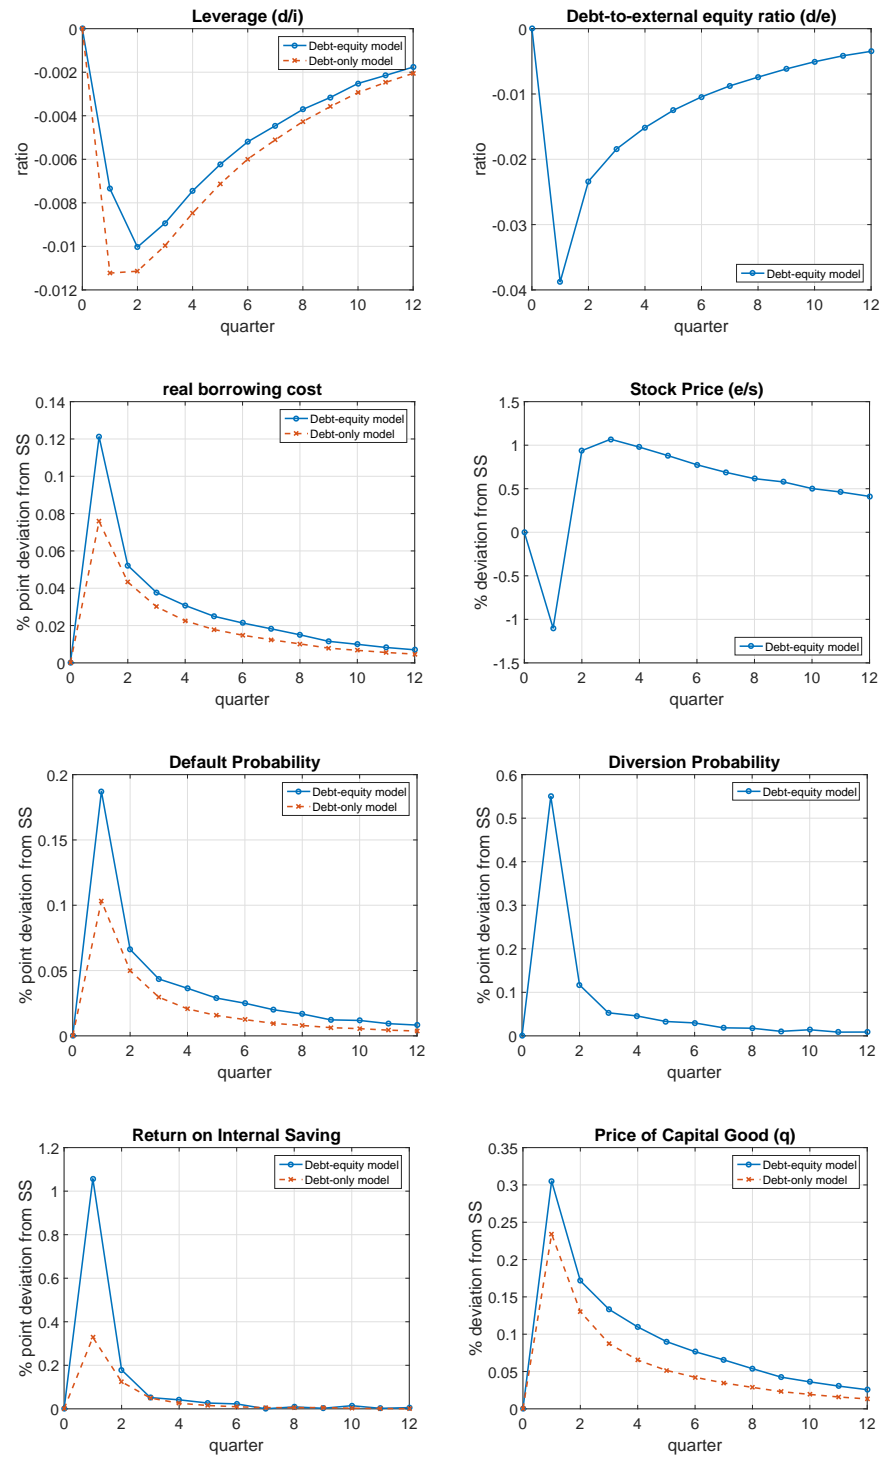 Leverage (d/i)
0
-0.002
-0.004
-0.006
-0.008
-0.01
-0.012
ratio
0 2 4 6 8 10 12
quarter
Debt-equity model
Debt-only model
Debt-to-external equity ratio (d/e)
0
-0.01
-0.02
-0.03
-0.04
ratio
0 2 4 6 8 10 12
quarter
Debt-equity model
real borrowing cost
0.14
0.12
0.1
0.08
0.06
0.04
0.02
0
% point deviation from SS
0 2 4 6 8 10 12
quarter
Debt-equity model
Debt-only model
Stock Price (e/s)
1.5
1
0.5
0
-0.5
-1
-1.5
% deviation from SS
0 2 4 6 8 10 12
quarter
Debt-equity model
Default Probability
0.2
0.15
0.1
0.05
0
% point deviation from SS
0 2 4 6 8 10 12
quarter
Debt-equity model
Debt-only model
Diversion Probability
0.6
0.5
0.4
0.3
0.2
0.1
0
% point deviation from SS
0 2 4 6 8 10 12
quarter
Debt-equity model
Return on Internal Saving
1.2
1
0.8
0.6
0.4
0.2
0
% point deviation from SS
0 2 4 6 8 10 12
quarter
Debt-equity model
Debt-only model
Price of Capital Good (q)
0.35
0.3
0.25
0.2
0.15
0.1
0.05
0
% deviation from SS
0 2 4 6 8 10 12
quarter
Debt-equity model
Debt-only model